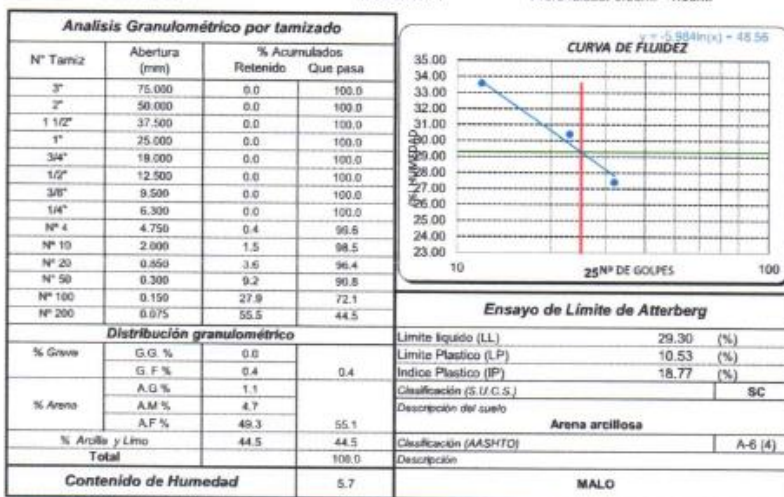 Analisis Granulométrico por tamizado
N° Tamiz Abertura (mm) % Acumulados
Retenido Que pasa
3" 75.000 0.0 100.0
2" 50.000 0.0 100.0
1 1/2" 37.500 0.0 100.0
1" 25.000 0.0 100.0
3/4" 19.000 0.0 100.0
1/2" 12.500 0.0 100.0
3/8" 9.500 0.0 100.0
1/4" 6.300 0.0 100.0
N° 4 4.750 0.4 99.6
N° 10 2.000 1.5 98.5
N° 20 0.850 3.6 96.4
N° 50 0.300 9.2 90.8
N° 100 0.150 27.9 72.1
N° 200 0.075 55.5 44.5
Distribución granulométrico
% Grava G.G. % 0.0
G. F % 0.4 0.4
% Arena A.G % 1.1
A.M % 4.7
A.F % 49.3 55.1
% Arcilla y Limo 44.5 44.5
Total 100.0
Contenido de Humedad 5.7
y = -5.984ln(x) + 48.56
CURVA DE FLUIDEZ
35.00
34.00
33.00
32.00
31.00
30.00
29.00
28.00
27.00
26.00
25.00
24.00
23.00
HUMEDAD
10 25 N° DE GOLPES 100
Ensayo de Límite de Atterberg
Limite liquido (LL) 29.30 (%)
Limite Plastico (LP) 10.53 (%)
Indice Plastico (IP) 18.77 (%)
Clasificación (S.U.C.S.) SC
Descripción del suelo
Arena arcillosa
Clasificación (AASHTO) A-6 (4)
Descripción
MALO